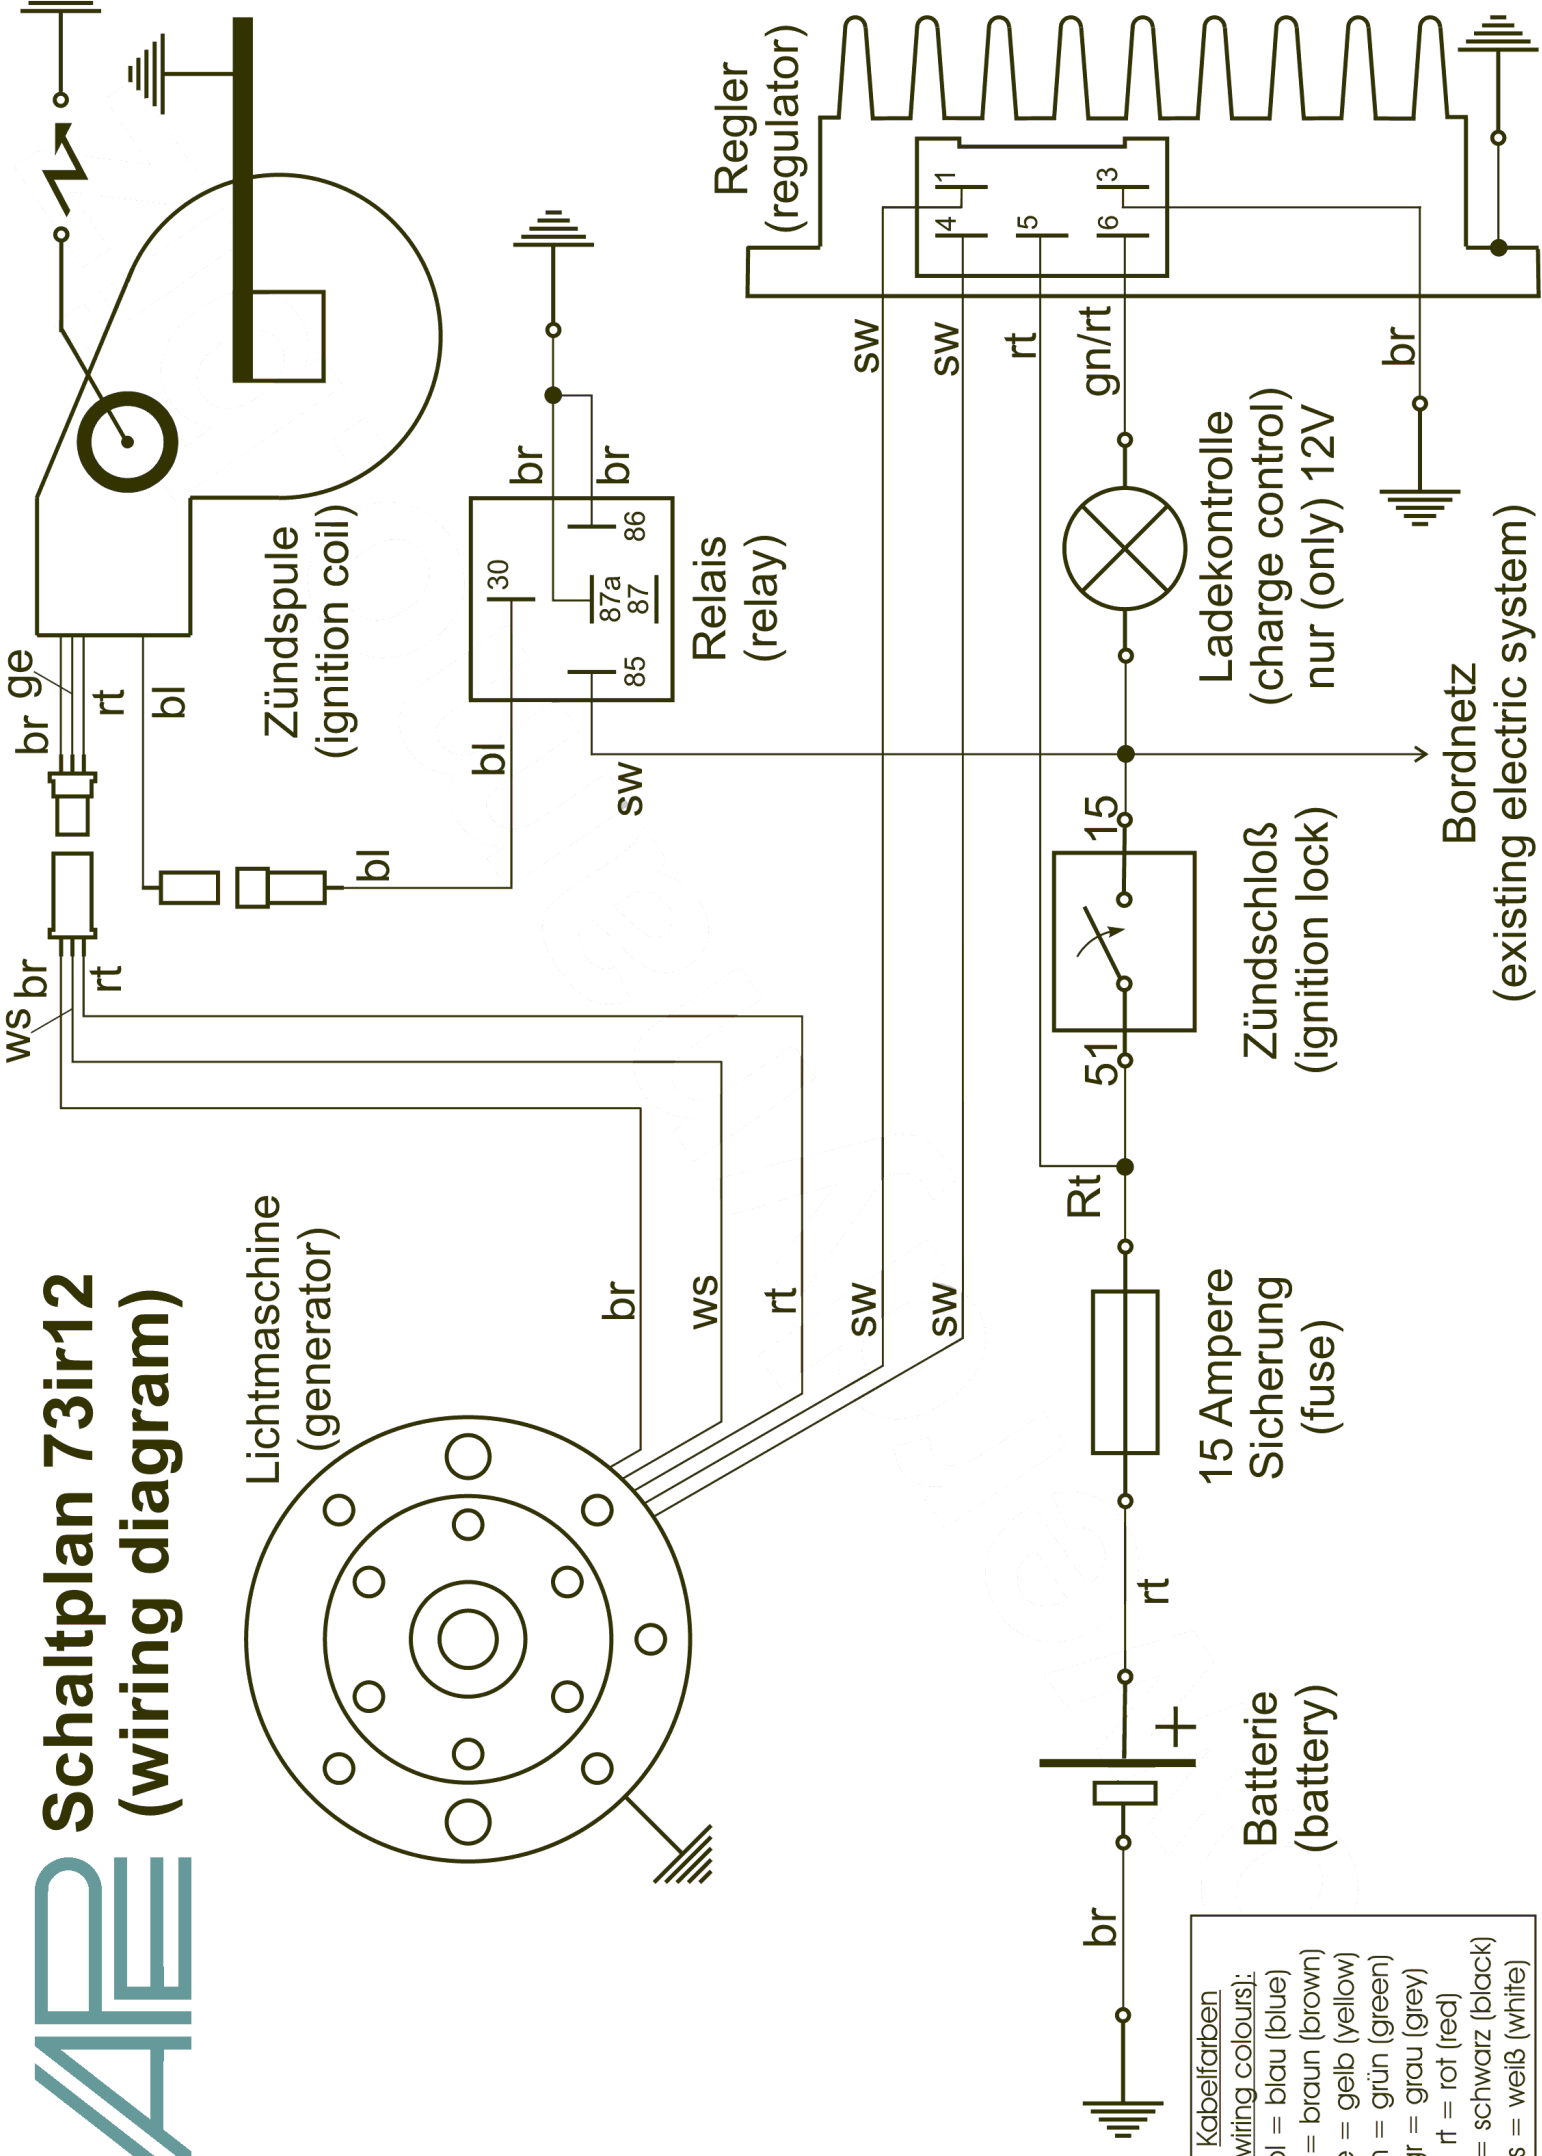 Schaltplan 73ir12
(wiring diagram)
Lichtmaschine
(generator)
ws
br
rt
br
ge
rt
bl
bl
Zündspule
(ignition coil)
br
ws
rt
sw
sw
bl
sw
30
87a
87
85
86
br
br
Relais
(relay)
Regler
(regulator)
1
4
5
6
3
sw
sw
rt
gn/rt
br
Ladekontrolle
(charge control)
nur (only) 12V
Bordnetz
(existing electric system)
15
51
Zündschloß
(ignition lock)
Rt
15 Ampere
Sicherung
(fuse)
rt
Batterie
(battery)
br
Kabelfarben
wiring colours):
= blau (blue)
= braun (brown)
= gelb (yellow)
= grün (green)
= grau (grey)
rt = rot (red)
= schwarz (black)
= weiß (white)